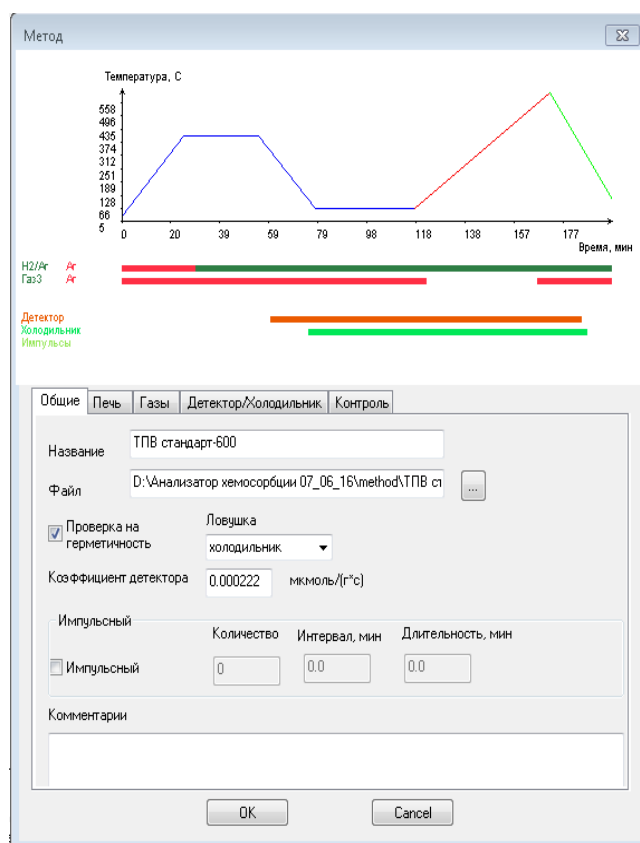 Метод
Температура, С
558
496
435
374
312
251
189
128
66
5
0 20 39 59 79 98 118 138 157 177
Время, мин
H2/Ar Ar
Газ3 Ar
Детектор
Холодильник
Импульсы
Общие Печь Газы Детектор/Холодильник Контроль
Название ТПВ стандарт-600
Файл D:\Анализатор хемосорбции 07_06_16\method\ТПВ ст ...
Проверка на герметичность
Ловушка
холодильник
Коэффициент детектора 0.000222 мкмоль/(г*с)
Импульсный
Количество Интервал, мин Длительность, мин
Импульсный 0 0.0 0.0
Комментарии
OK Cancel